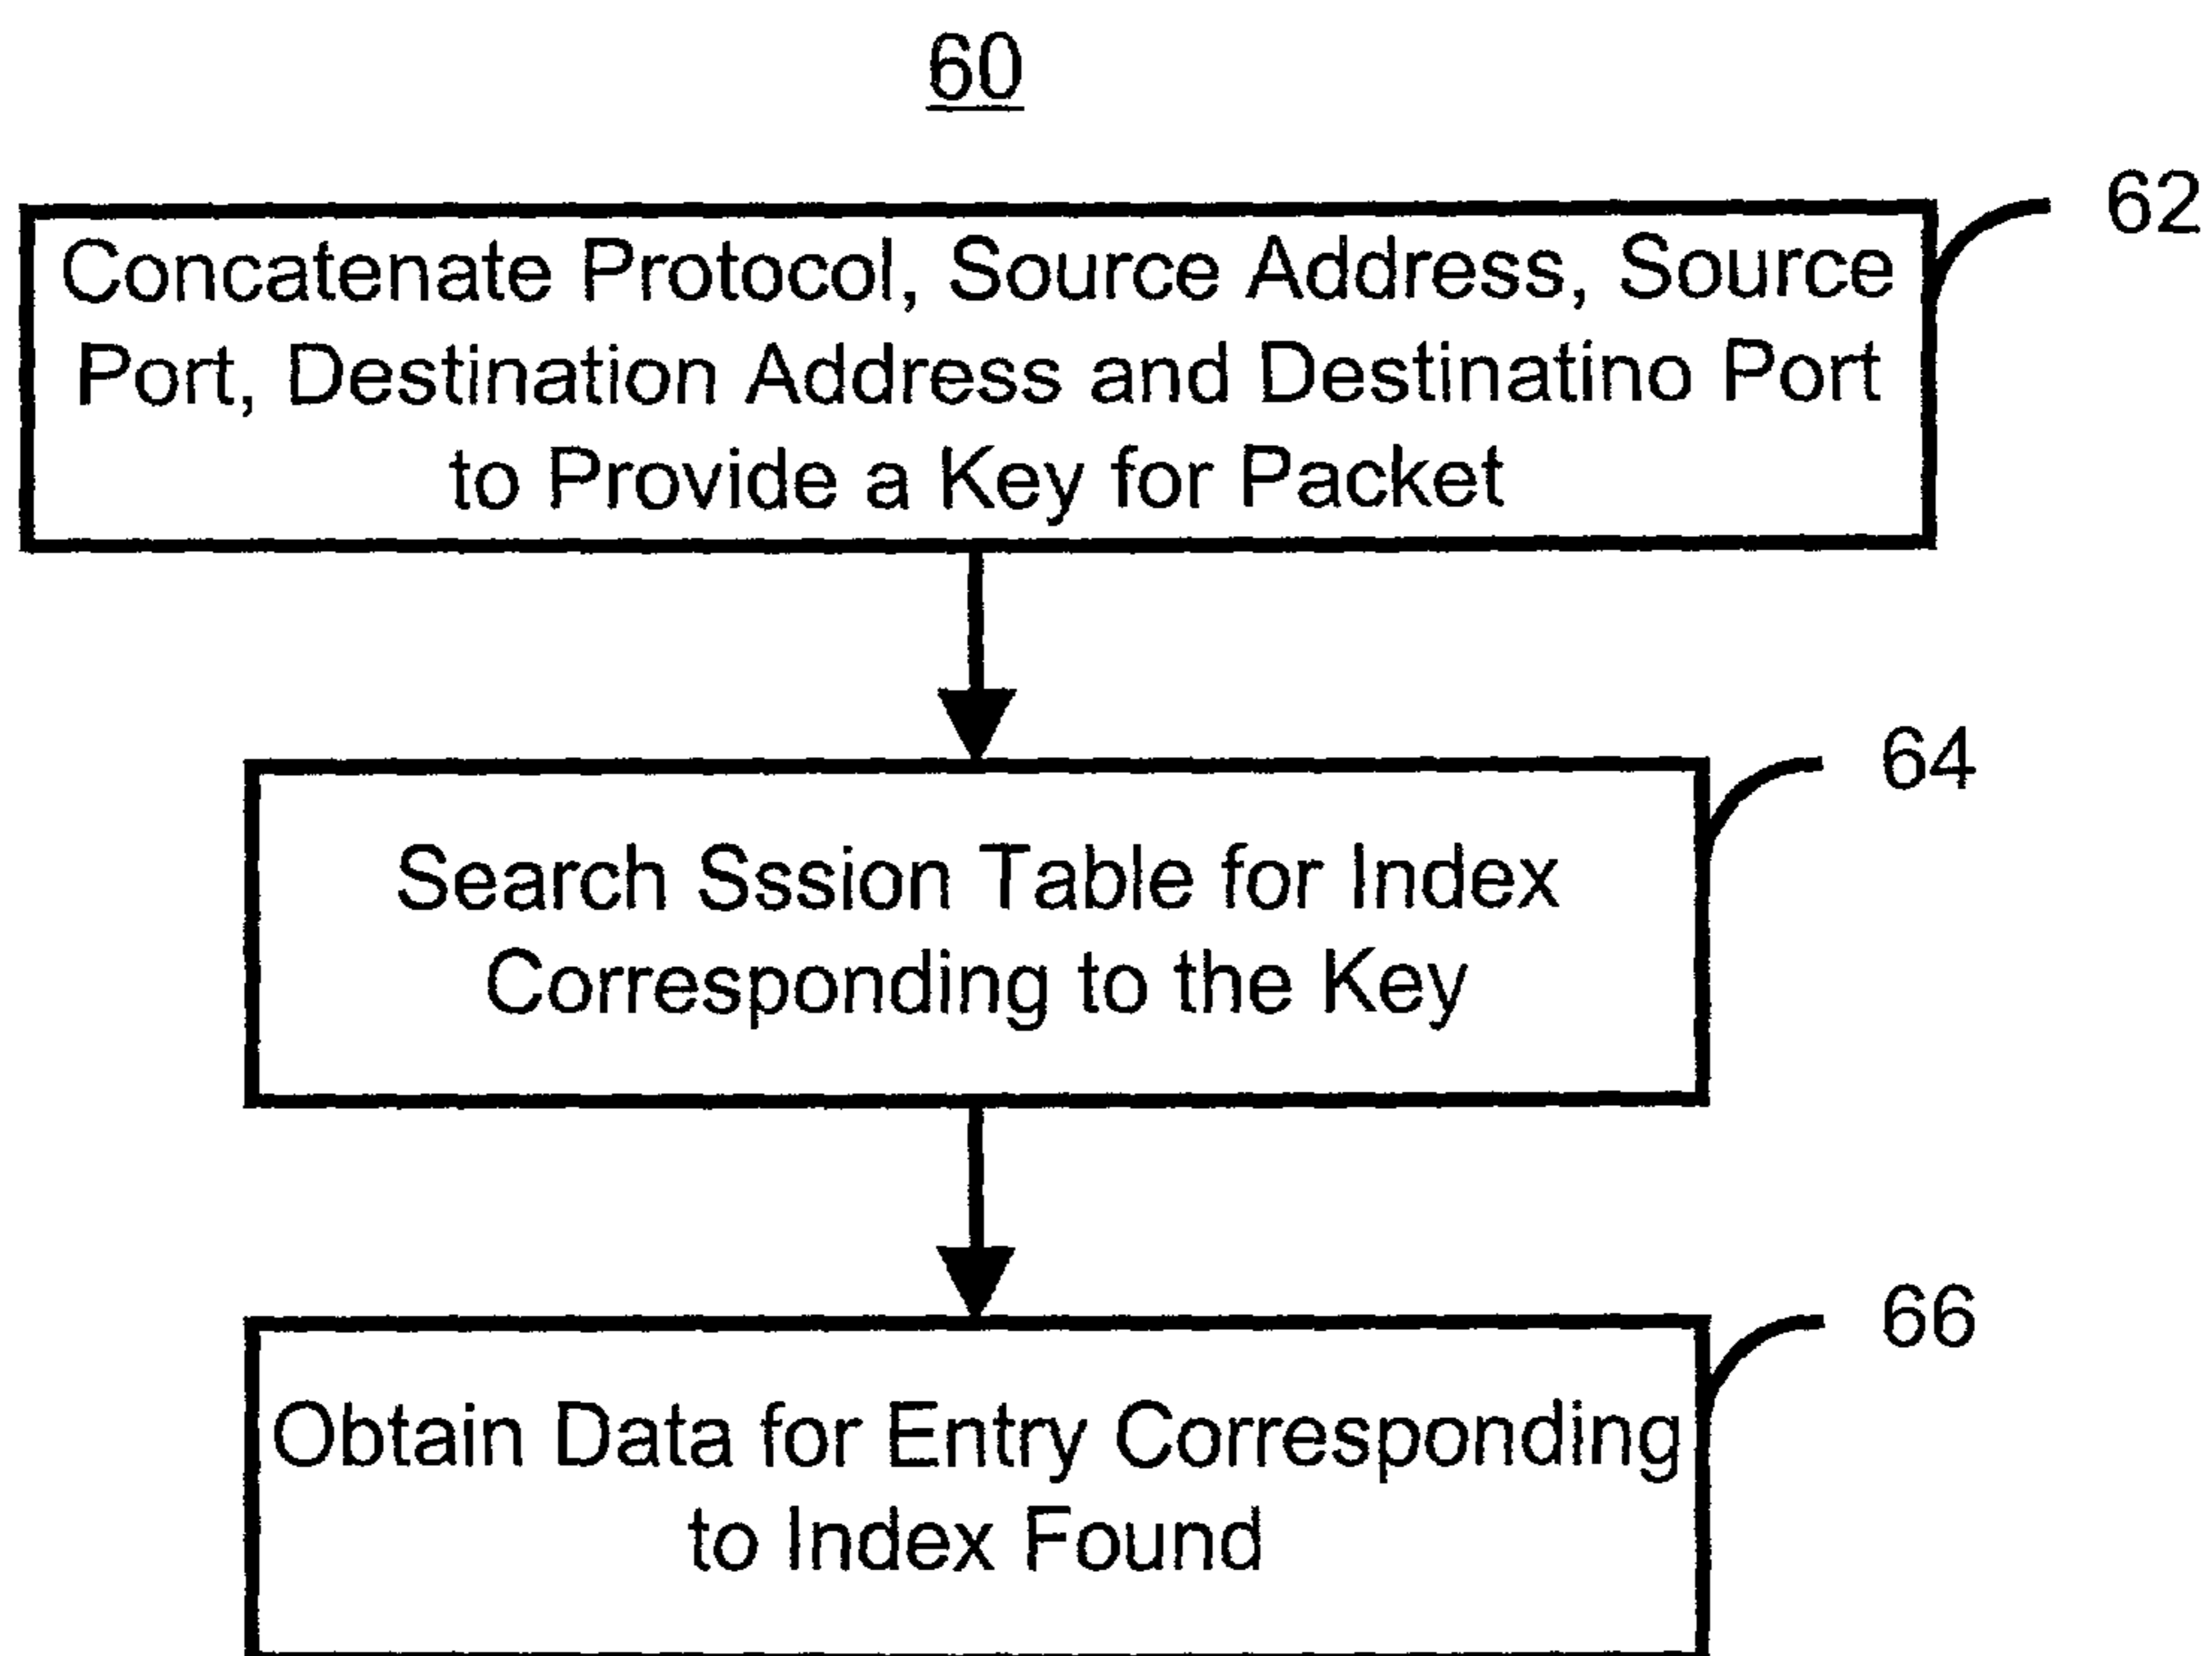 60
62
Concatenate Protocol, Source Address, Source
Port, Destination Address and Destinatino Port
to Provide a Key for Packet
64
Search Sssion Table for Index
Corresponding to the Key
66
Obtain Data for Entry Corresponding
to Index Found